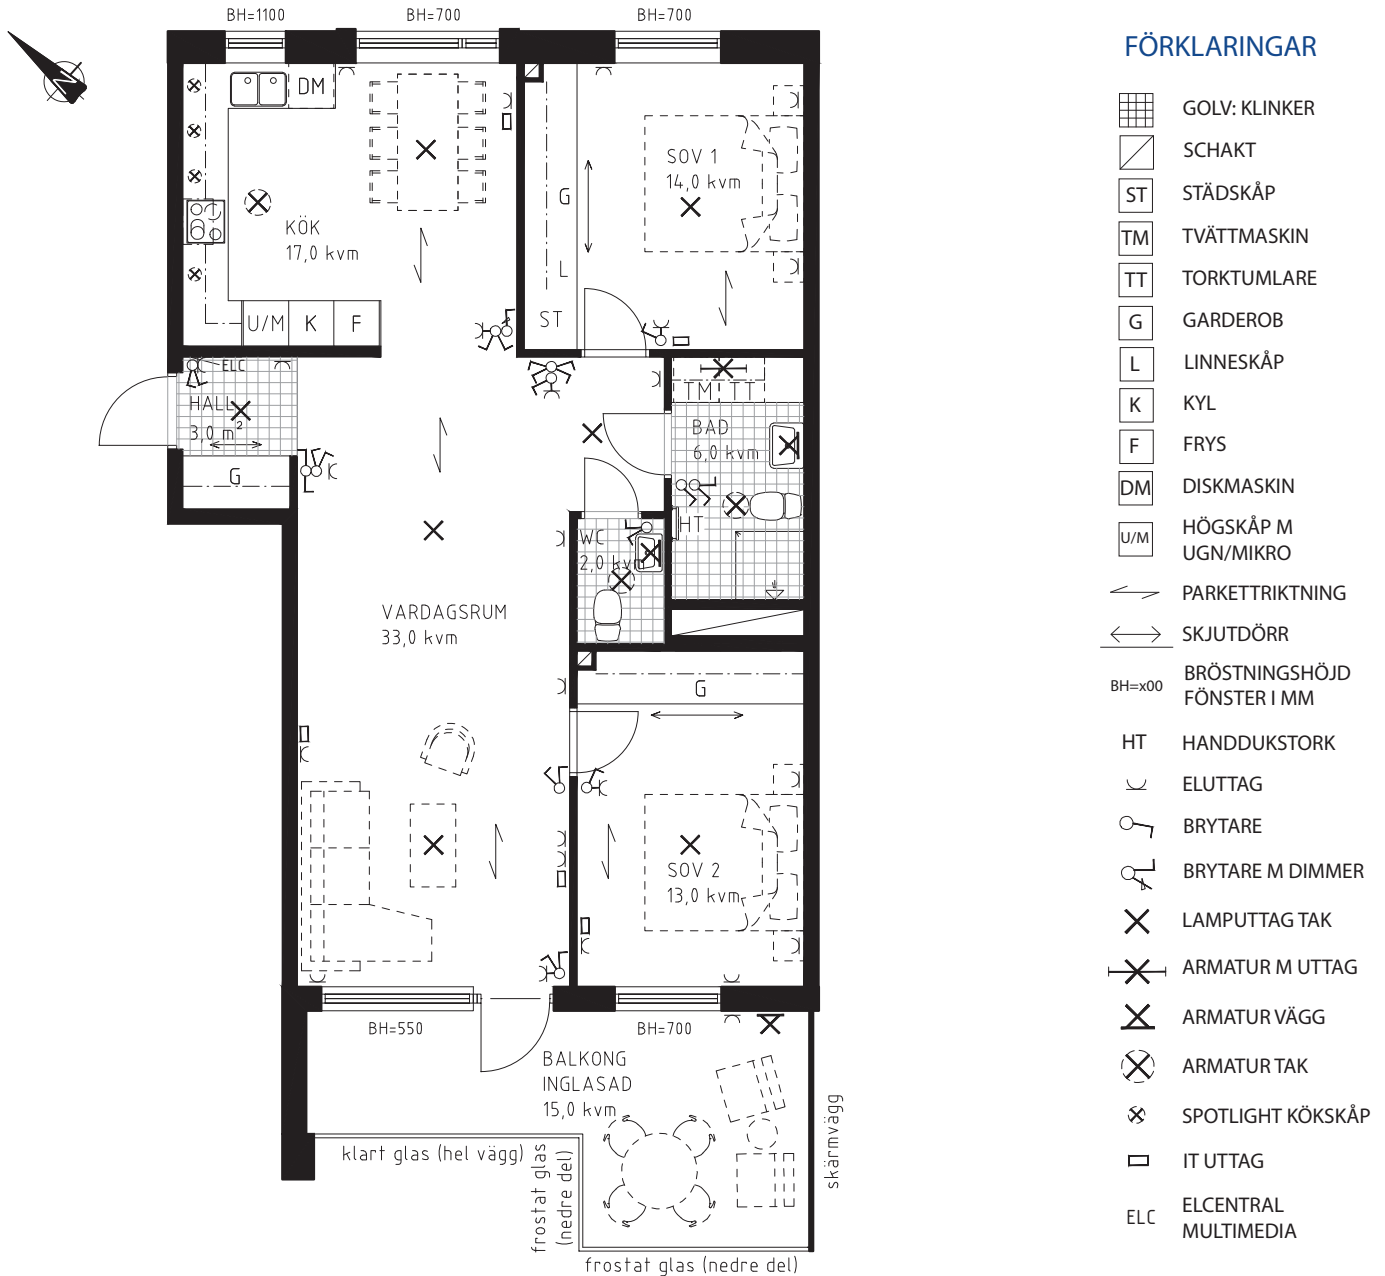 BH=1100
BH=700
BH=700
N
DM
SOV 1
14,0 kvm
G
KÖK
17,0 kvm
L
ST
U/M
K
F
ELC
HALL
3,0 m²
G
TM
TT
BAD
6,0 kvm
HT
WC
2,0 kvm
VARDAGSRUM
33,0 kvm
G
SOV 2
13,0 kvm
BH=550
BH=700
BALKONG
INGLASAD
15,0 kvm
klart glas (hel vägg)
frostat glas
(nedre del)
skärmvägg
frostat glas (nedre del)
FÖRKLARINGAR
GOLV: KLINKER
SCHAKT
ST STÄDSKÅP
TM TVÄTTMASKIN
TT TORKTUMLARE
G GARDEROB
L LINNESKÅP
K KYL
F FRYS
DM DISKMASKIN
U/M HÖGSKÅP M
UGN/MIKRO
PARKETTRIKTNING
SKJUTDÖRR
BH=x00 BRÖSTNINGSHÖJD
FÖNSTER I MM
HT HANDDUKSTORK
ELUTTAG
BRYTARE
BRYTARE M DIMMER
LAMPUTTAG TAK
ARMATUR M UTTAG
ARMATUR VÄGG
ARMATUR TAK
SPOTLIGHT KÖKSKÅP
IT UTTAG
ELC ELCENTRAL
MULTIMEDIA